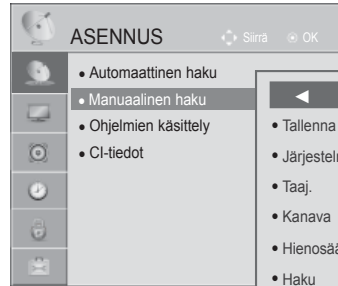 ASENNUS Siirrä OK
• Automaattinen haku
• Manuaalinen haku
• Ohjelmien käsittely
• CI-tiedot
• Tallenna
• Taaj.
• Kanava
• Haku